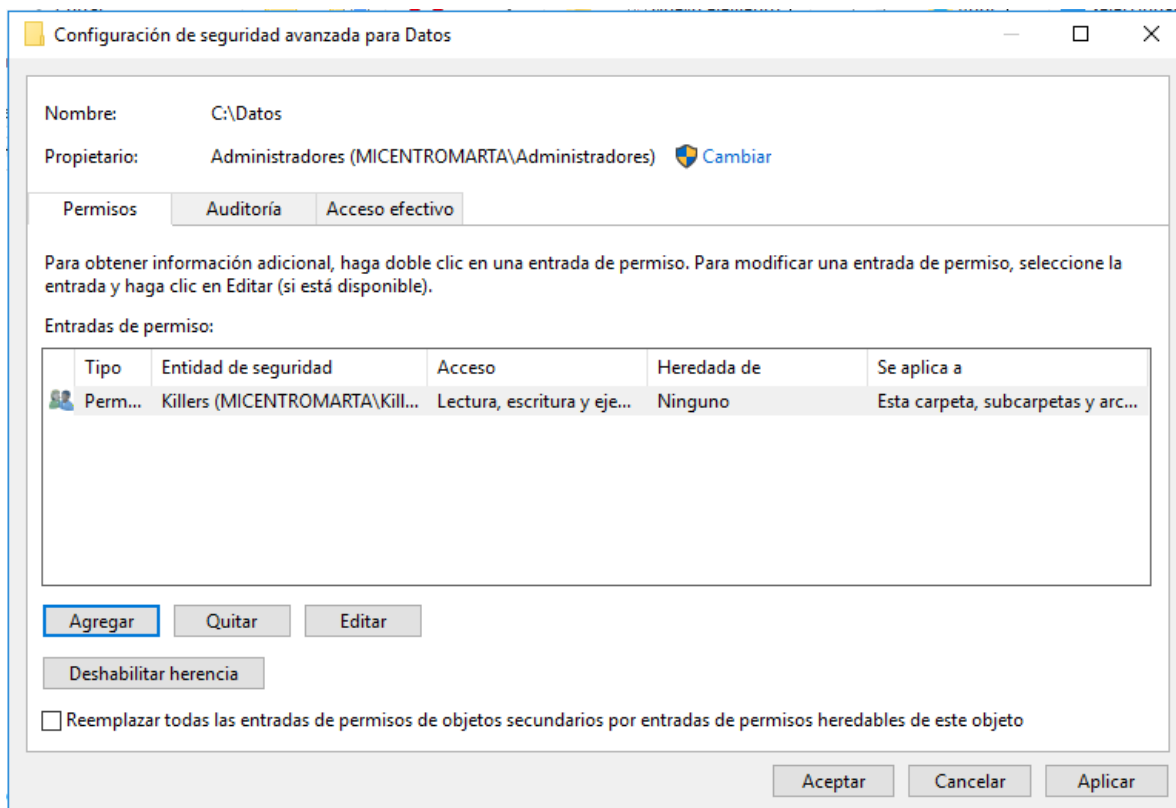 Configuración de seguridad avanzada para Datos
Nombre: C:\Datos
Propietario: Administradores (MICENTROMARTA\Administradores) Cambiar
Permisos Auditoría Acceso efectivo
Para obtener información adicional, haga doble clic en una entrada de permiso. Para modificar una entrada de permiso, seleccione la
entrada y haga clic en Editar (si está disponible).
Entradas de permiso:
Tipo Entidad de seguridad Acceso Heredada de Se aplica a
Perm... Killers (MICENTROMARTA\Kill... Lectura, escritura y eje... Ninguno Esta carpeta, subcarpetas y arc...
Agregar Quitar Editar
Deshabilitar herencia
Reemplazar todas las entradas de permisos de objetos secundarios por entradas de permisos heredables de este objeto
Aceptar Cancelar Aplicar